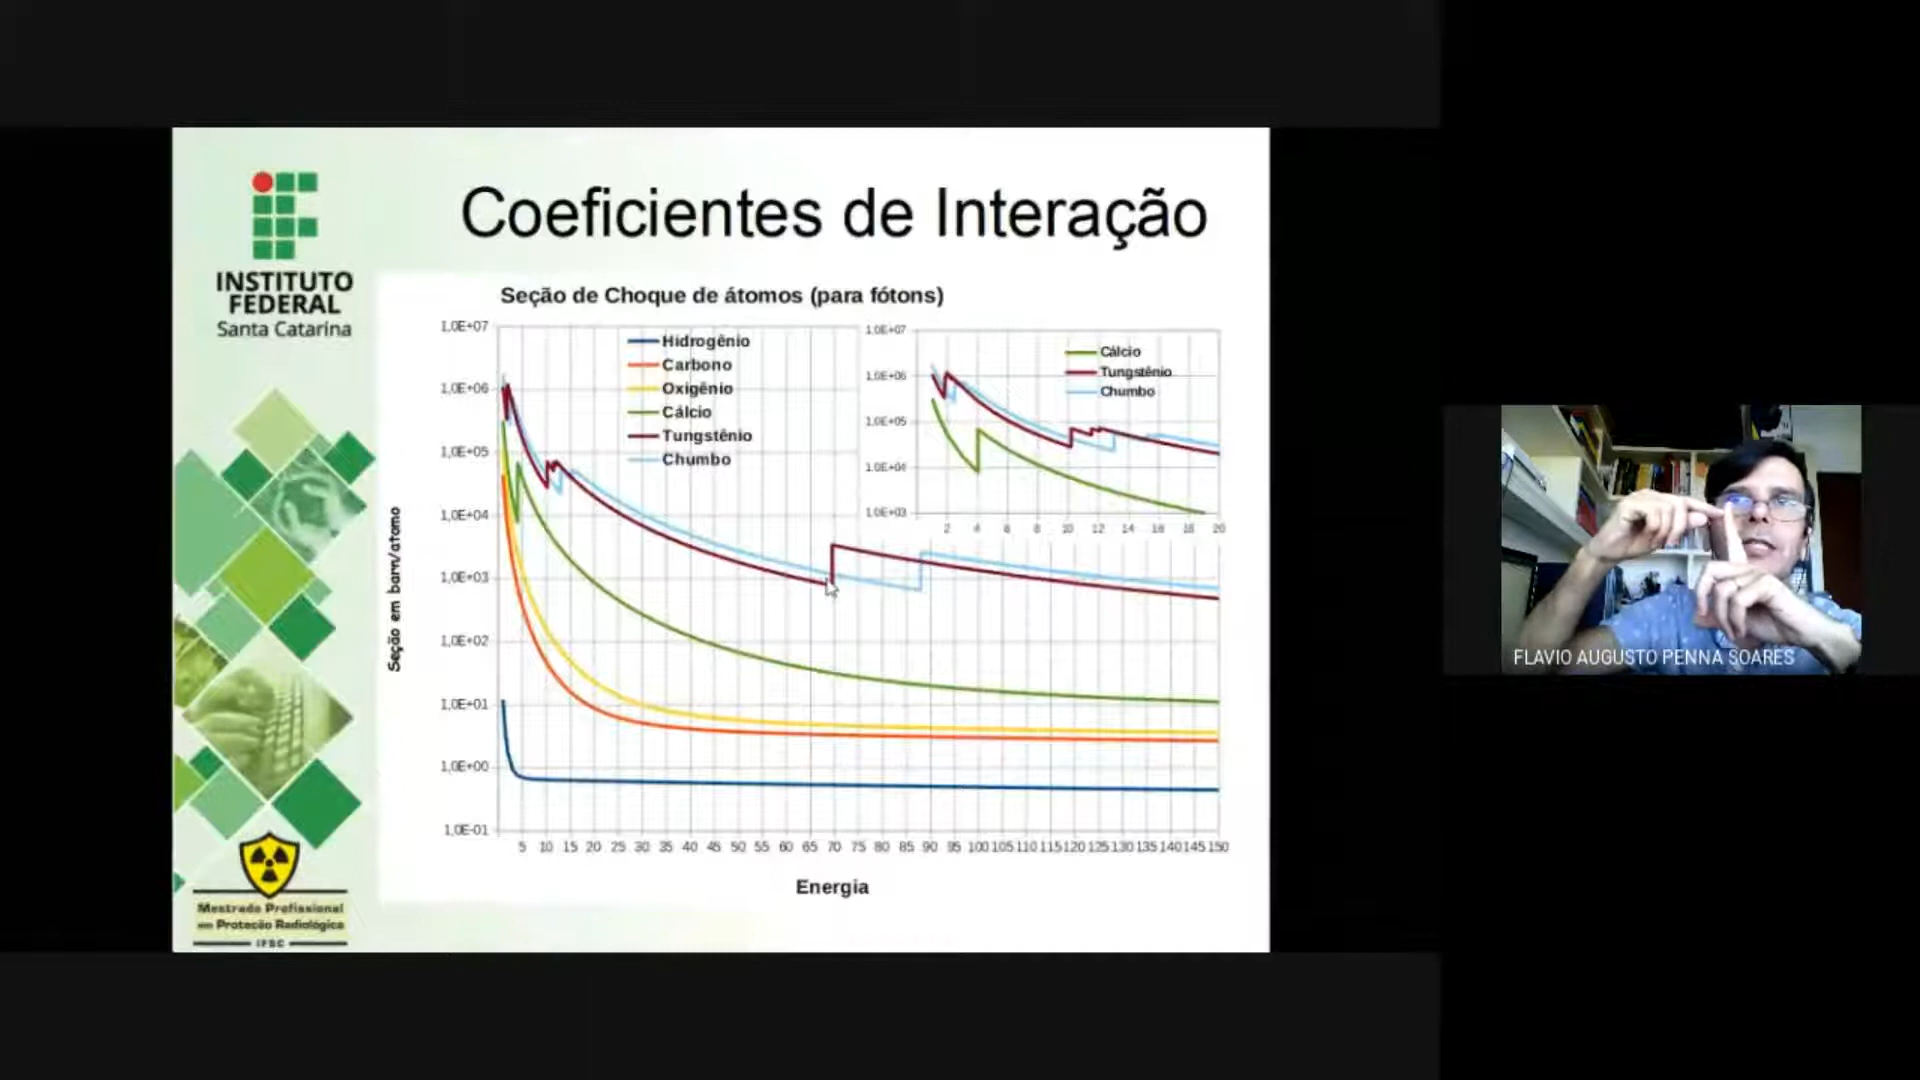 INSTITUTO
FEDERAL
Santa Catarina
Coeficientes de Interação
Seção de Choque de átomos (para fótons)
1,0E+07
1,0E+06
1,0E+05
1,0E+04
1,0E+03
1,0E+02
1,0E+01
1,0E+00
1,0E-01
Seção em barn/atomo
Hidrogênio
Carbono
Oxigênio
Cálcio
Tungstênio
Chumbo
1,0E+07
1,0E+06
1,0E+05
1,0E+04
1,0E+03
Cálcio
Tungstênio
Chumbo
2 4 6 8 10 12 14 16 18 20
5 10 15 20 25 30 35 40 45 50 55 60 65 70 75 80 85 90 95 100 105 110 115 120 125 130 135 140 145 150
Energia
Mestrado Profissional
em Proteção Radiológica
IFSC
FLAVIO AUGUSTO PENNA SOARES